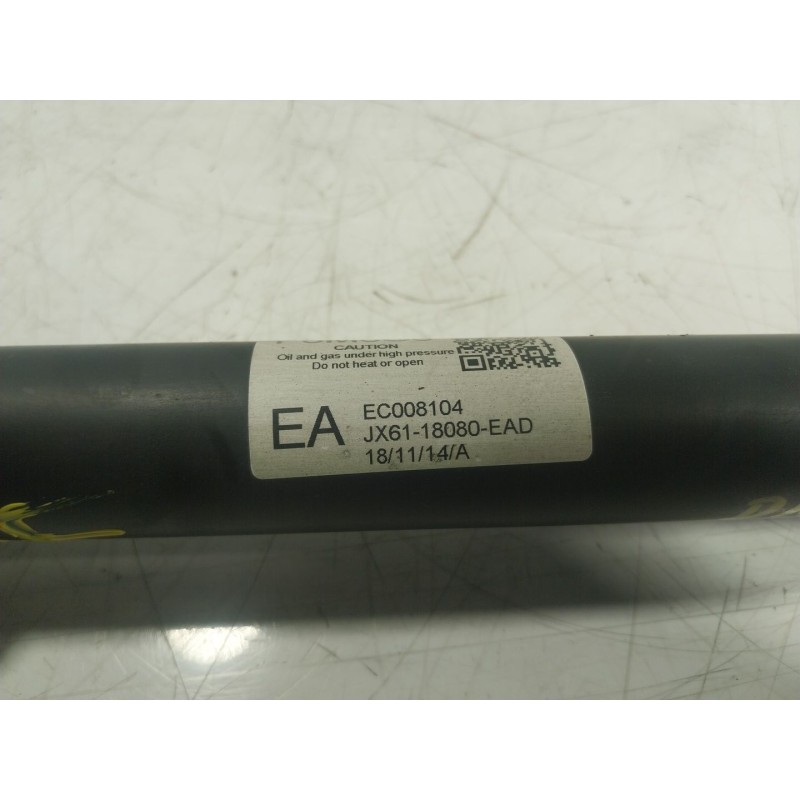 CAUTION
Oil and gas under high pressure
Do not heat or open
EA
EC008104
JX61-18080-EAD
18/11/14/A